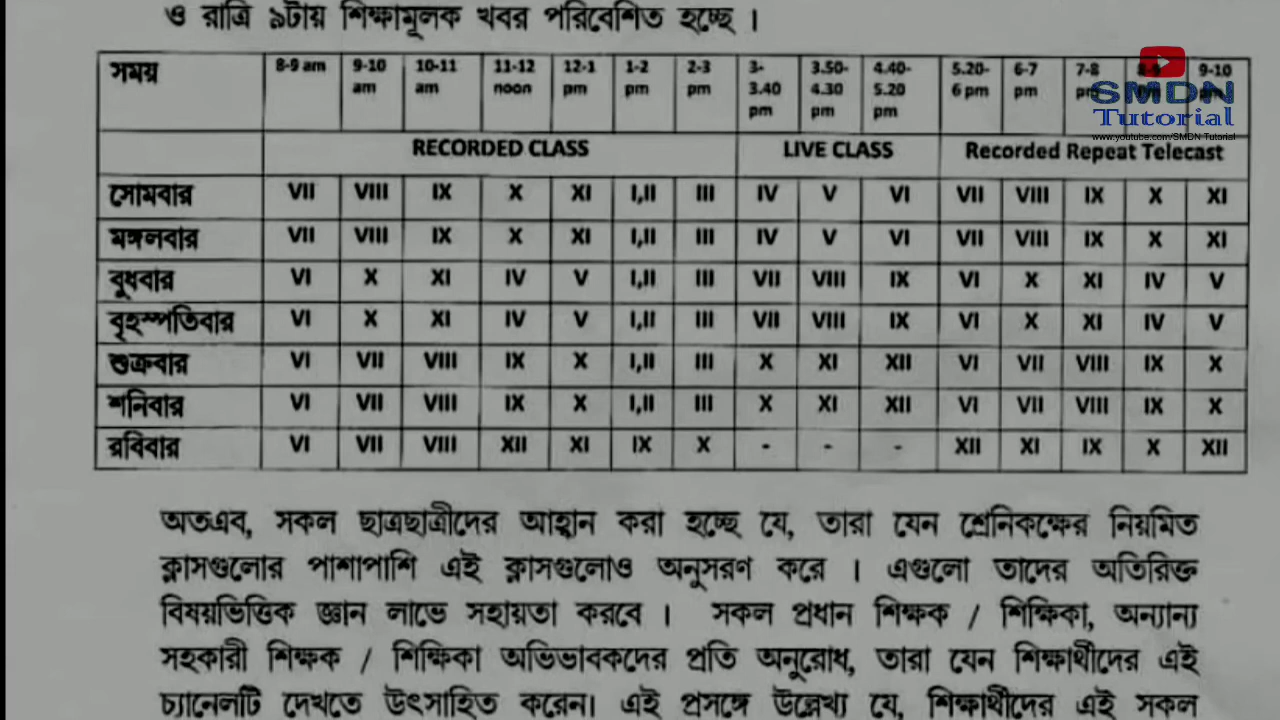 ও রাত্রি ৯টায় শিক্ষামূলক খবর পরিবেশিত হচ্ছে ।
সময় 8-9 am 9-10 am 10-11 am 11-12 noon 12-1 pm 1-2 pm 2-3 pm 3-3.40 pm 3.50-4.30 pm 4.40-5.20 pm 5.20-6 pm 6-7 pm 7-8 pm 8-9 9-10
SMDN
Tutorial
www.youtube.com/SMDN Tutorial
RECORDED CLASS LIVE CLASS Recorded Repeat Telecast
সোমবার VII VIII IX X XI I,II III IV V VI VII VIII IX X XI
মঙ্গলবার VII VIII IX X XI I,II III IV V VI VII VIII IX X XI
বুধবার VI X XI IV V I,II III VII VIII IX VI X XI IV V
বৃহস্পতিবার VI X XI IV V I,II III VII VIII IX VI X XI IV V
শুক্রবার VI VII VIII IX X I,II III X XI XII VI VII VIII IX X
শনিবার VI VII VIII IX X I,II III X XI XII VI VII VIII IX X
রবিবার VI VII VIII XII XI IX X - - - XII XI IX X XII
অতএব, সকল ছাত্রছাত্রীদের আহ্বান করা হচ্ছে যে, তারা যেন শ্রেনিকক্ষের নিয়মিত
ক্লাসগুলোর পাশাপাশি এই ক্লাসগুলোও অনুসরণ করে । এগুলো তাদের অতিরিক্ত
বিষয়ভিত্তিক জ্ঞান লাভে সহায়তা করবে । সকল প্রধান শিক্ষক / শিক্ষিকা, অন্যান্য
সহকারী শিক্ষক / শিক্ষিকা অভিভাবকদের প্রতি অনুরোধ, তারা যেন শিক্ষার্থীদের এই
চ্যানেলটি দেখতে উৎসাহিত করেন। এই প্রসঙ্গে উল্লেখ্য যে, শিক্ষার্থীদের এই সকল